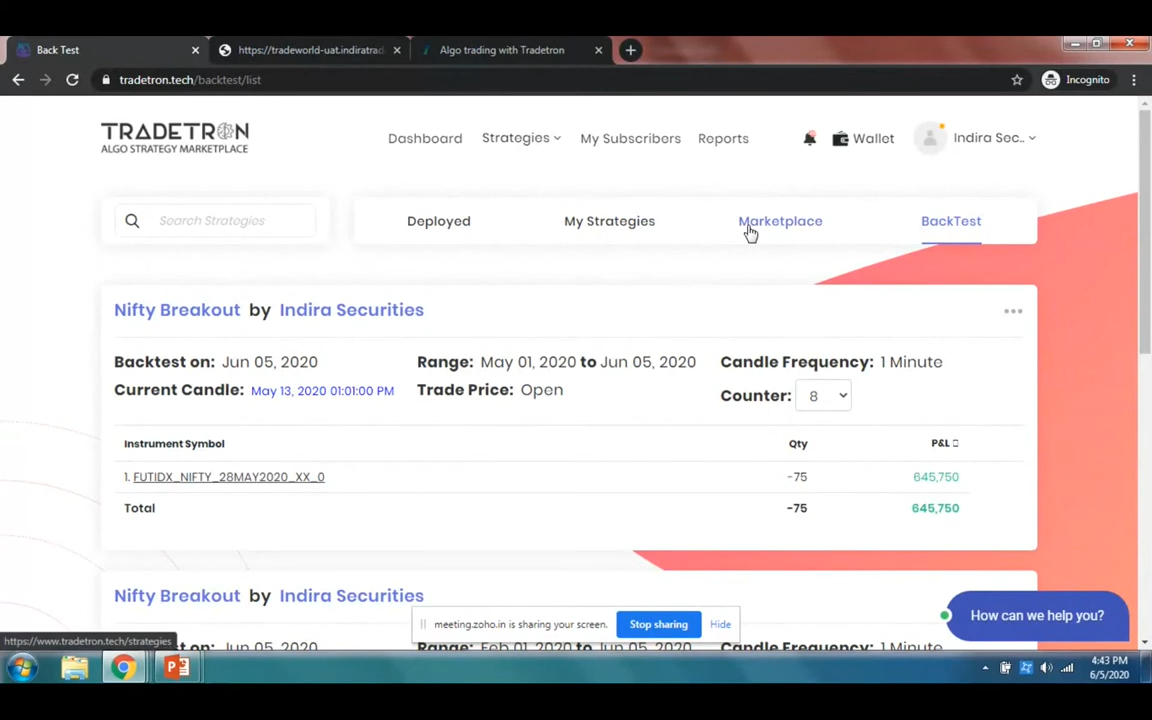 Back Test
https://tradeworld-uat.indiratrad
Algo trading with Tradetron
tradetron.tech/backtest/list
Incognito
TRADETRON
ALGO STRATEGY MARKETPLACE
Dashboard
Strategies
My Subscribers
Reports
Wallet
Indira Sec..
Search Strategies
Deployed
My Strategies
Marketplace
BackTest
Nifty Breakout by Indira Securities
Backtest on: Jun 05, 2020
Range: May 01, 2020 to Jun 05, 2020
Candle Frequency: 1 Minute
Current Candle: May 13, 2020 01:01:00 PM
Trade Price: Open
Counter: 8
Instrument Symbol Qty P&L
1. FUTIDX_NIFTY_28MAY2020_XX_0 -75 645,750
Total -75 645,750
Nifty Breakout by Indira Securities
Backtest on: Jun 05, 2020
Range: Feb 01, 2020 to Jun 05, 2020
Candle Frequency: 1 Minute
meeting.zoho.in is sharing your screen.
Stop sharing
Hide
How can we help you?
https://www.tradetron.tech/strategies
4:43 PM
6/5/2020